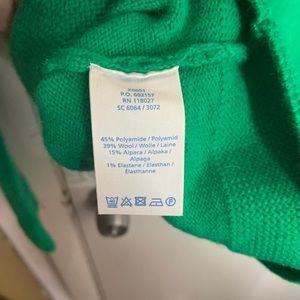 K0001
P.O. 602157
RN 118027
SC 6064 / 3072
45% Polyamide / Polyamid
39% Wool / Wolle / Laine
15% Alpaca / Alpaka /
Alpaga
1% Elastane / Elasthan /
Élasthanne